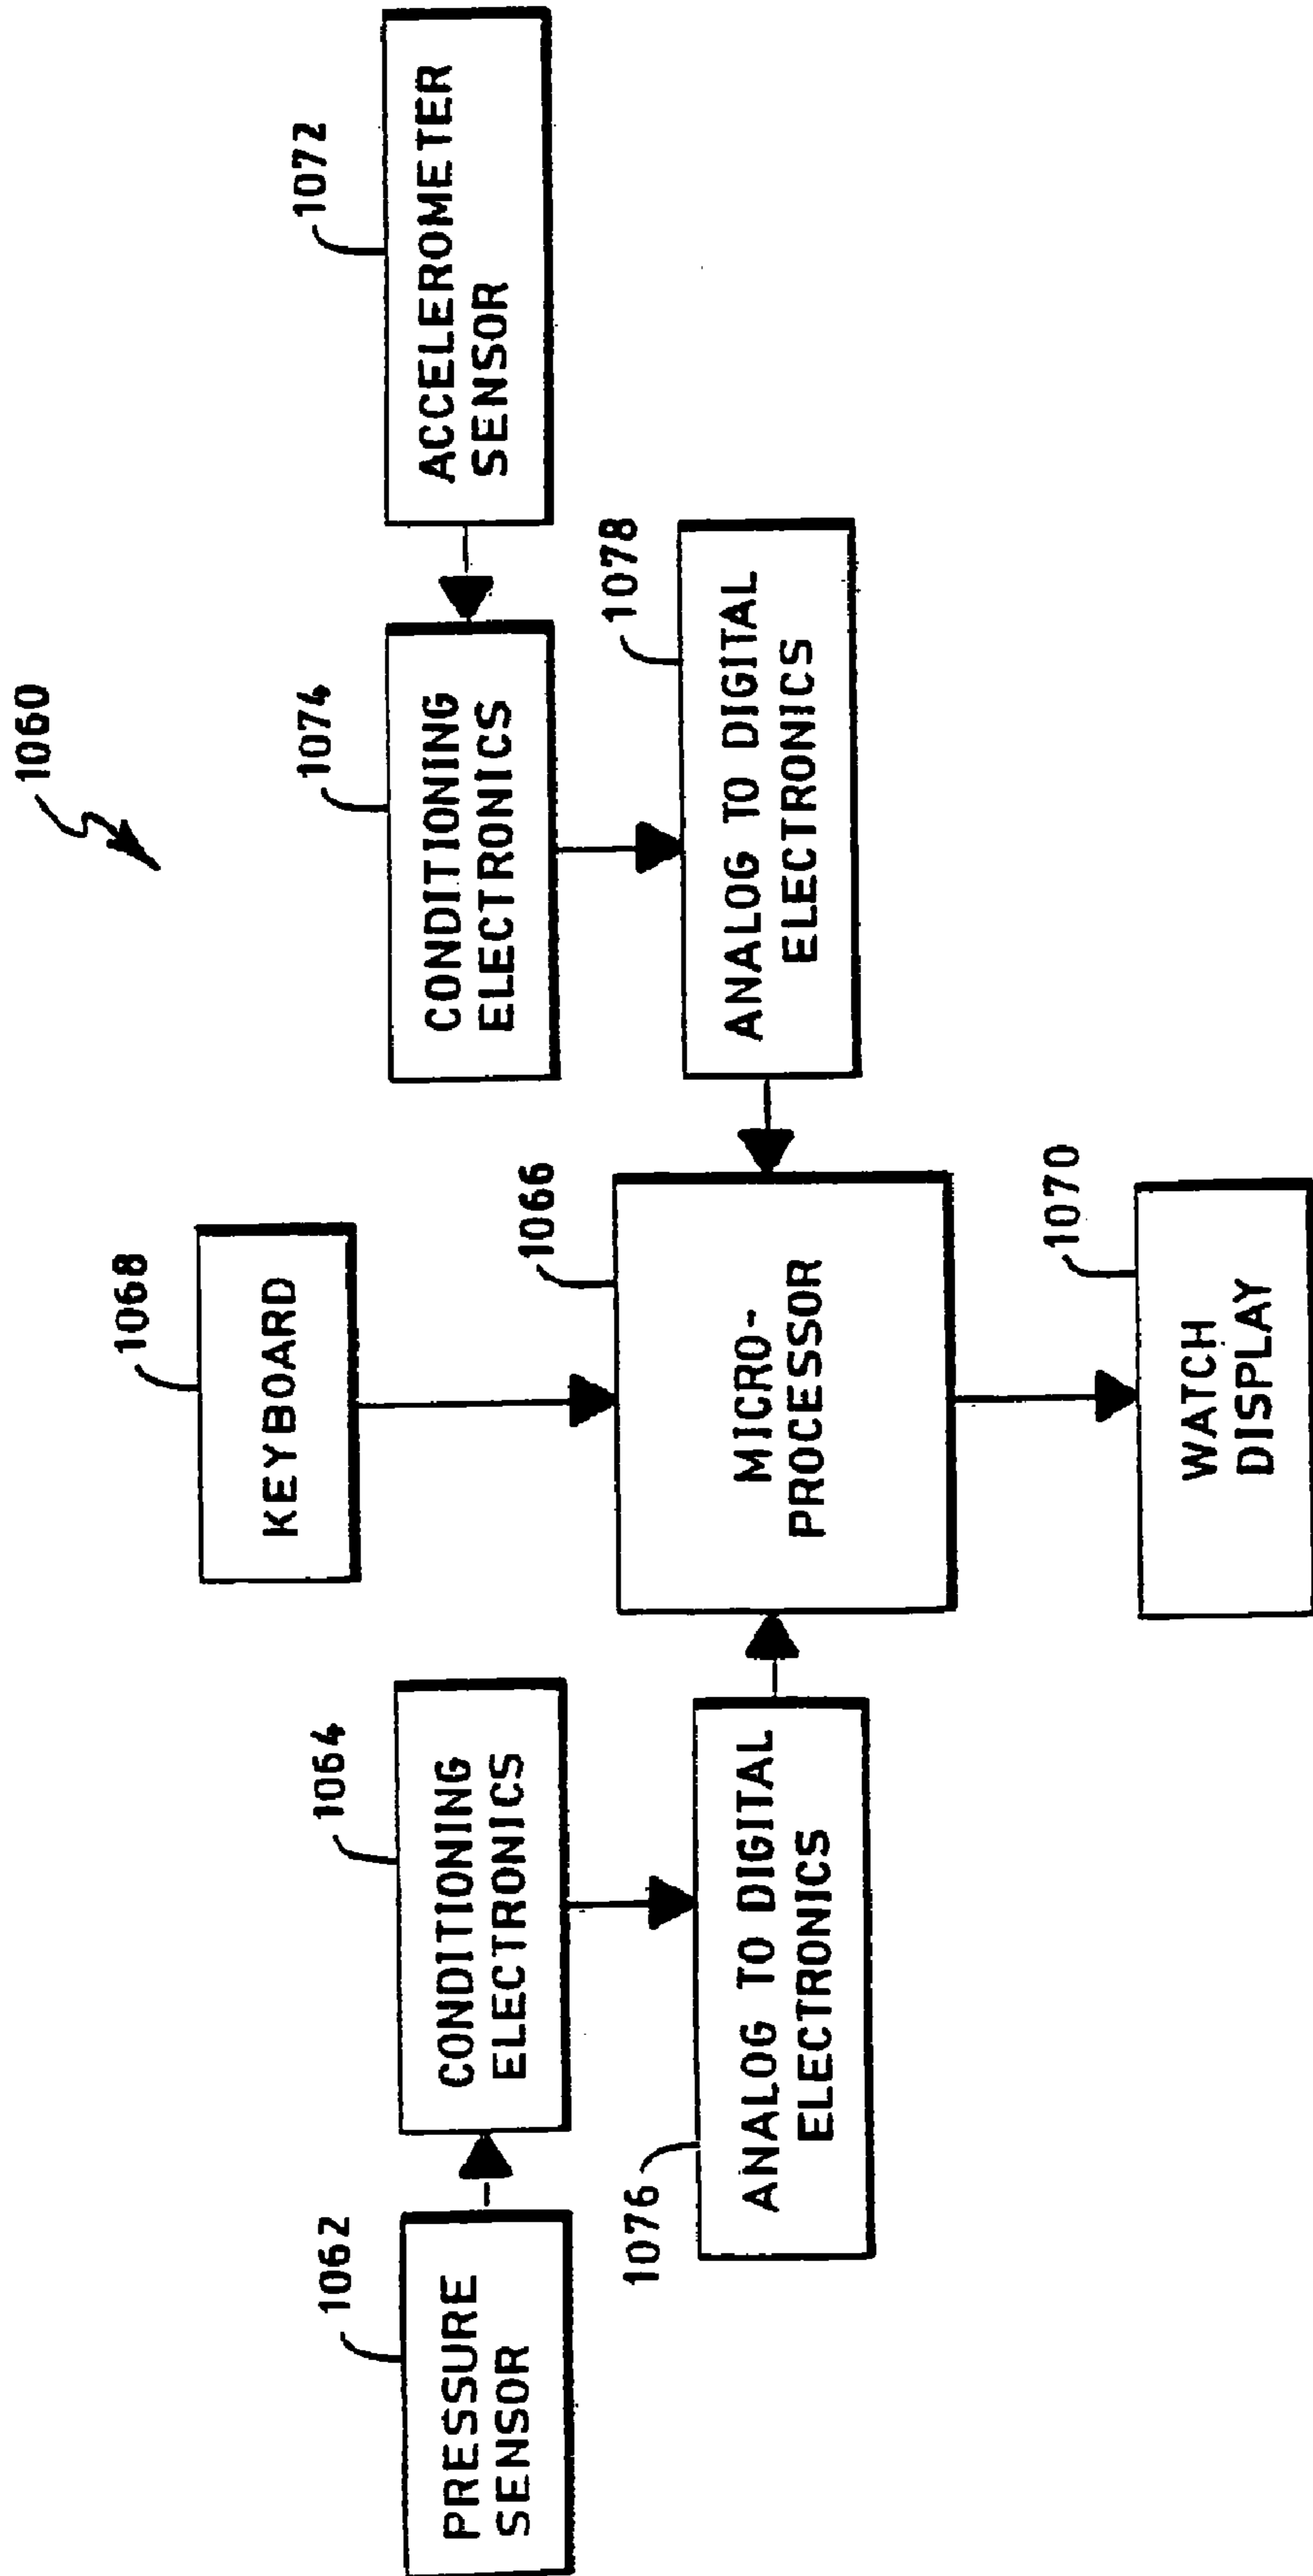 1060
1068
KEYBOARD
1062
PRESSURE
SENSOR
1064
CONDITIONING
ELECTRONICS
1074
CONDITIONING
ELECTRONICS
1072
ACCELEROMETER
SENSOR
1076
ANALOG TO DIGITAL
ELECTRONICS
1066
MICRO-
PROCESSOR
1078
ANALOG TO DIGITAL
ELECTRONICS
1070
WATCH
DISPLAY